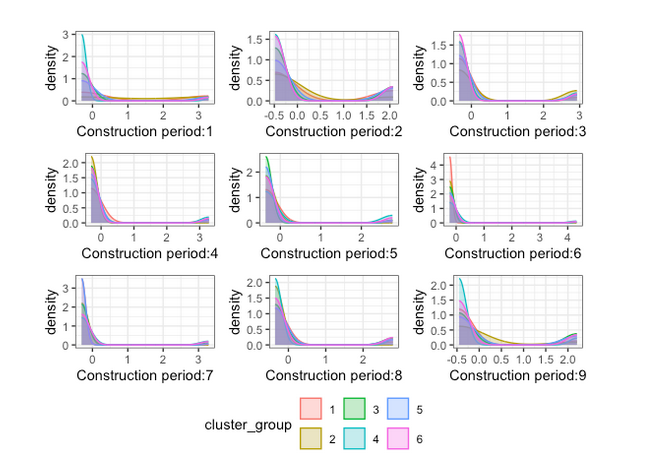 density
3
2
1
0
0 1 2 3
Construction period:1
density
1.5
1.0
0.5
0.0
-0.5 0.0 0.5 1.0 1.5 2.0
Construction period:2
density
1.5
1.0
0.5
0.0
0 1 2 3
Construction period:3
density
2.0
1.5
1.0
0.5
0.0
0 1 2 3
Construction period:4
density
2
1
0
0 1 2
Construction period:5
density
4
3
2
1
0
0 1 2 3 4
Construction period:6
density
3
2
1
0
0 1 2 3
Construction period:7
density
2.0
1.5
1.0
0.5
0.0
0 1 2
Construction period:8
density
2.0
1.5
1.0
0.5
0.0
-0.5 0.0 0.5 1.0 1.5 2.0
Construction period:9
cluster_group
1 3 5
2 4 6